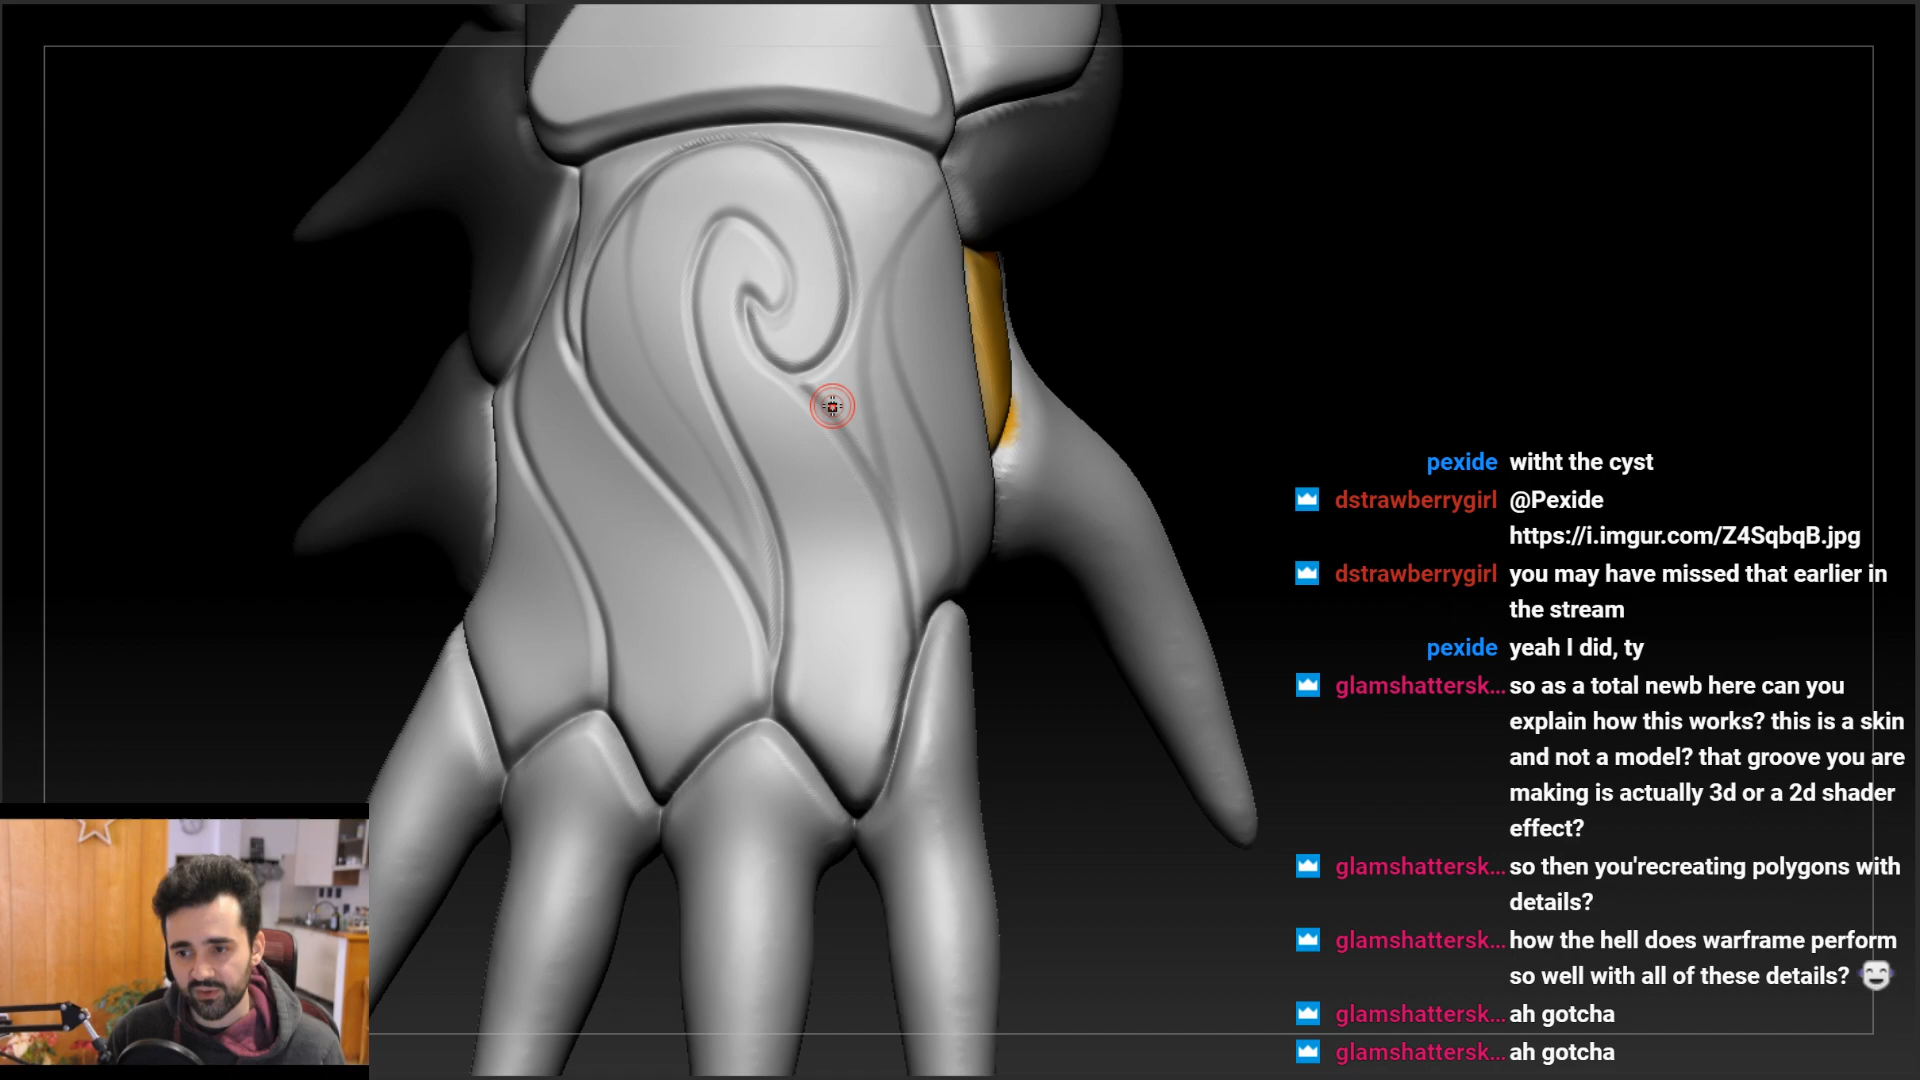 pexide witht the cyst
dstrawberrygirl @Pexide
https://i.imgur.com/Z4SqbqB.jpg
dstrawberrygirl you may have missed that earlier in
the stream
pexide yeah I did, ty
glamshattersk... so as a total newb here can you
explain how this works? this is a skin
and not a model? that groove you are
making is actually 3d or a 2d shader
effect?
glamshattersk... so then you'recreating polygons with
details?
glamshattersk... how the hell does warframe perform
so well with all of these details?
glamshattersk... ah gotcha
glamshattersk... ah gotcha